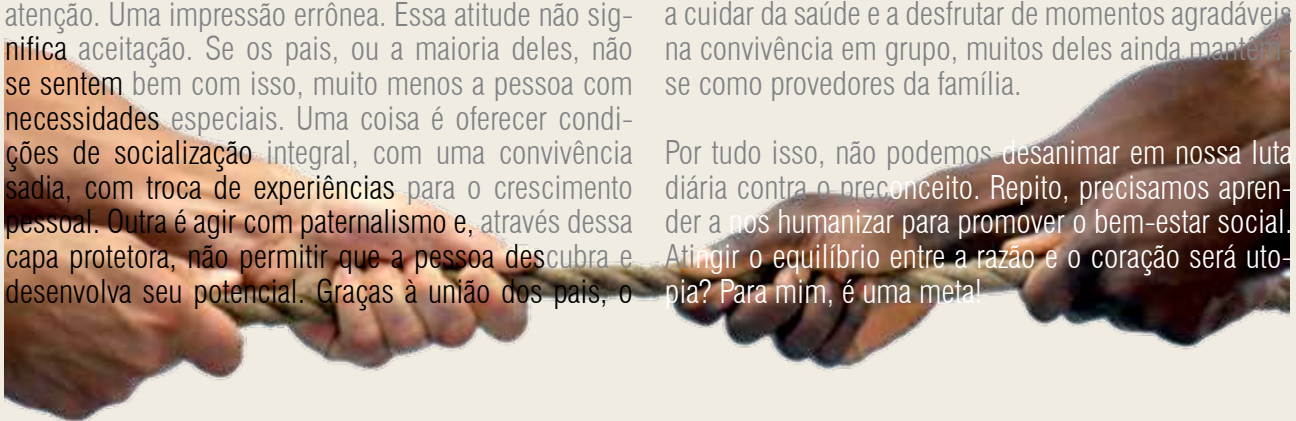 atenção. Uma impressão errônea. Essa atitude não sig-
nifica aceitação. Se os pais, ou a maioria deles, não
se sentem bem com isso, muito menos a pessoa com
necessidades especiais. Uma coisa é oferecer condi-
ções de socialização integral, com uma convivência
sadia, com troca de experiências para o crescimento
pessoal. Outra é agir com paternalismo e, através dessa
capa protetora, não permitir que a pessoa descubra e
desenvolva seu potencial. Graças à união dos pais, o
a cuidar da saúde e a desfrutar de momentos agradáveis
na convivência em grupo, muitos deles ainda mantêm-
se como provedores da família.
Por tudo isso, não podemos desanimar em nossa luta
diária contra o preconceito. Repito, precisamos apren-
der a nos humanizar para promover o bem-estar social.
Atingir o equilíbrio entre a razão e o coração será uto-
pia? Para mim, é uma meta!